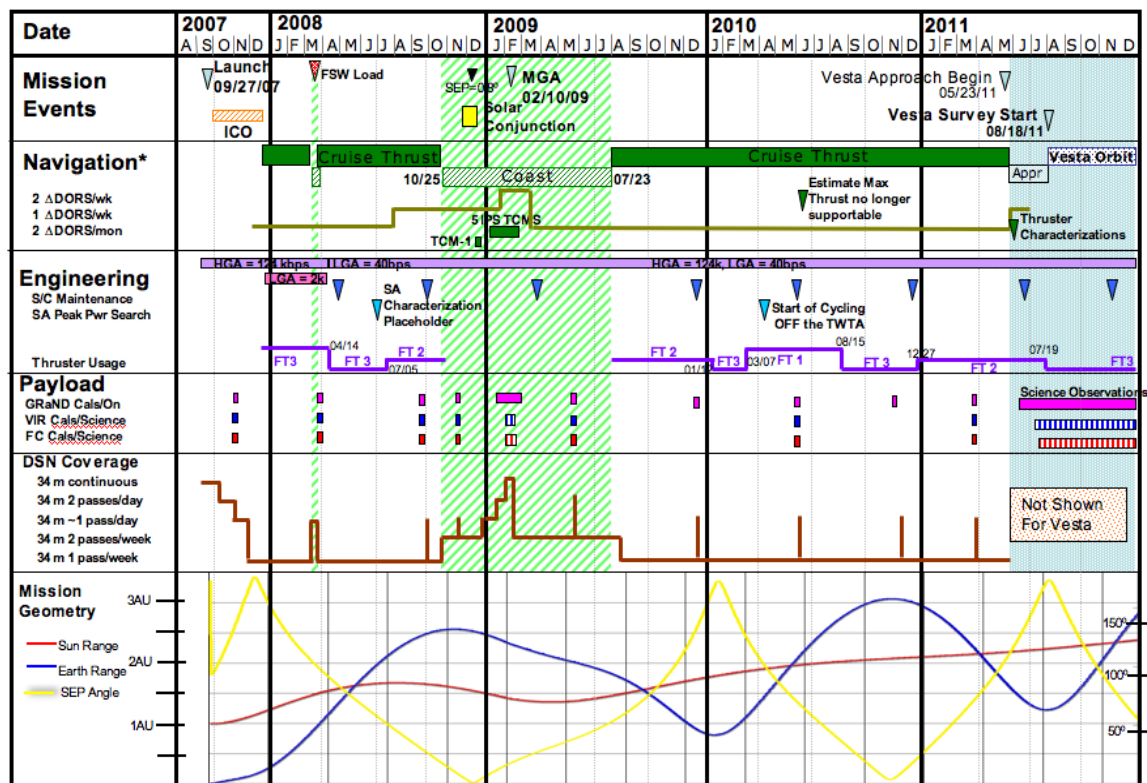 Date
2007
2008
2009
2010
2011
A S O N D
J F M A M J J A S O N D
J F M A M J J A S O N D
J F M A M J J A S O N D
J F M A M J J A S O N D
Mission
Events
Launch
09/27/07
ICO
FSW Load
SEP=0.8º
MGA
02/10/09
Solar
Conjunction
Vesta Approach Begin
05/23/11
Vesta Survey Start
08/18/11
Navigation*
2 ΔDORS/wk
1 ΔDORS/wk
2 ΔDORS/mon
Cruise Thrust
10/25
Coast
07/23
Cruise Thrust
Vesta Orbit
Appr
5 IPS TCMS
TCM-1
Estimate Max
Thrust no longer
supportable
Thruster
Characterizations
Engineering
S/C Maintenance
SA Peak Pwr Search
Thruster Usage
HGA = 124 kbps
LGA = 40bps
HGA = 124k, LGA = 40bps
LGA = 2k
SA
Characterization
Placeholder
Start of Cycling
OFF the TWTA
FT3
04/14
FT 3
07/05
FT 2
FT 2
FT3
03/07
FT 1
08/15
FT 3
12/27
FT 2
07/19
FT3
Payload
GRaND Cals/On
VIR Cals/Science
FC Cals/Science
Science Observations
DSN Coverage
34 m continuous
34 m 2 passes/day
34 m ~1 pass/day
34 m 2 passes/week
34 m 1 pass/week
Not Shown
For Vesta
Mission
Geometry
Sun Range
Earth Range
SEP Angle
3AU
2AU
1AU
150º
100º
50º